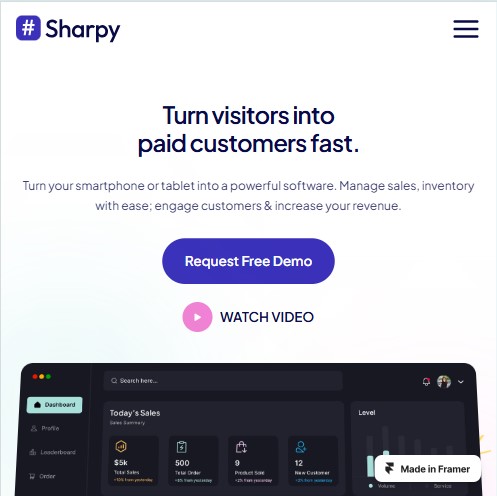 # Sharpy
Turn visitors into
paid customers fast.
Turn your smartphone or tablet into a powerful software. Manage sales, inventory
with ease; engage customers & increase your revenue.
Request Free Demo
WATCH VIDEO
Search here...
Dashboard
Profile
Leaderboard
Order
Today's Sales
Sales Summary
$5k
Total Sales
+10% from yesterday
500
Total Order
+8% from yesterday
9
Product Sold
+2% from yesterday
12
New Customer
+3% from yesterday
Level
Volume
Service
Made in Framer